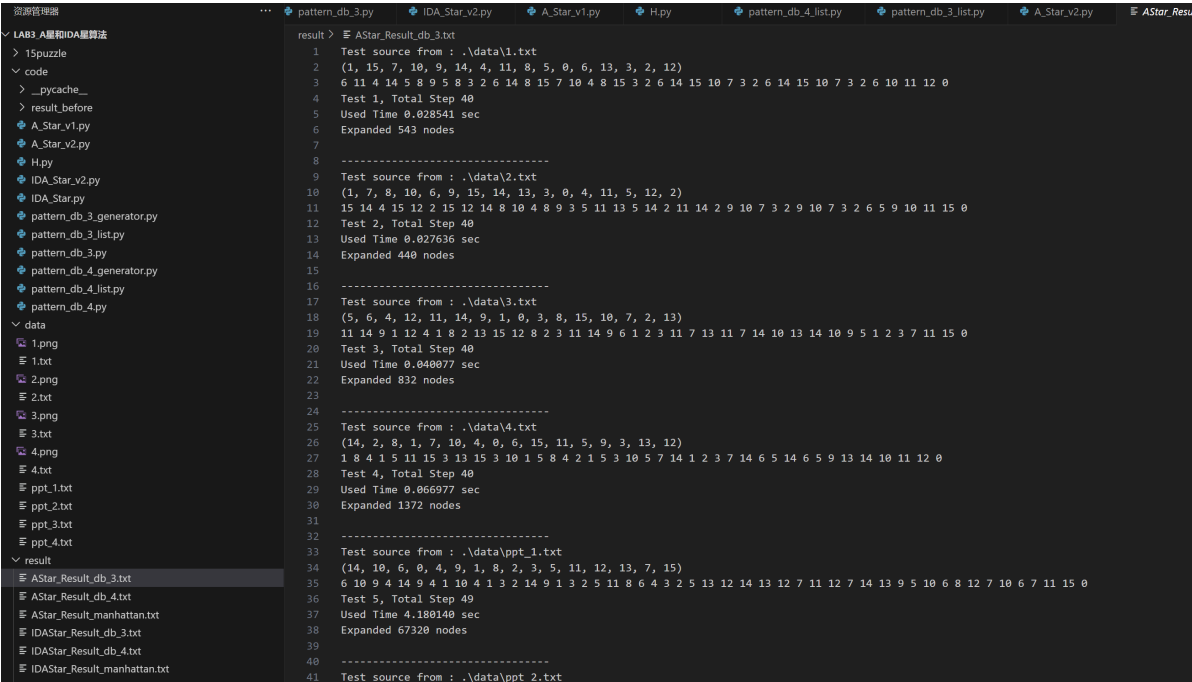 资源管理器 ···
pattern_db_3.py IDA_Star_v2.py A_Star_v1.py H.py pattern_db_4_list.py pattern_db_3_list.py A_Star_v2.py AStar_Resu
LAB3_A星和IDA星算法
15puzzle
code
__pycache__
result_before
A_Star_v1.py
A_Star_v2.py
H.py
IDA_Star_v2.py
IDA_Star.py
pattern_db_3_generator.py
pattern_db_3_list.py
pattern_db_3.py
pattern_db_4_generator.py
pattern_db_4_list.py
pattern_db_4.py
data
1.png
1.txt
2.png
2.txt
3.png
3.txt
4.png
4.txt
ppt_1.txt
ppt_2.txt
ppt_3.txt
ppt_4.txt
result
AStar_Result_db_3.txt
AStar_Result_db_4.txt
AStar_Result_manhattan.txt
IDAStar_Result_db_3.txt
IDAStar_Result_db_4.txt
IDAStar_Result_manhattan.txt
result > AStar_Result_db_3.txt
1 Test source from : .\data\1.txt
2 (1, 15, 7, 10, 9, 14, 4, 11, 8, 5, 0, 6, 13, 3, 2, 12)
3 6 11 4 14 5 8 9 5 8 3 2 6 14 8 15 7 10 4 8 15 3 2 6 14 15 10 7 3 2 6 14 15 10 7 3 2 6 10 11 12 0
4 Test 1, Total Step 40
5 Used Time 0.028541 sec
6 Expanded 543 nodes
7
8 ---------------------------------
9 Test source from : .\data\2.txt
10 (1, 7, 8, 10, 6, 9, 15, 14, 13, 3, 0, 4, 11, 5, 12, 2)
11 15 14 4 15 12 2 15 12 14 8 10 4 8 9 3 5 11 13 5 14 2 11 14 2 9 10 7 3 2 9 10 7 3 2 6 5 9 10 11 15 0
12 Test 2, Total Step 40
13 Used Time 0.027636 sec
14 Expanded 440 nodes
15
16 ---------------------------------
17 Test source from : .\data\3.txt
18 (5, 6, 4, 12, 11, 14, 9, 1, 0, 3, 8, 15, 10, 7, 2, 13)
19 11 14 9 1 12 4 1 8 2 13 15 12 8 2 3 11 14 9 6 1 2 3 11 7 13 11 7 14 10 13 14 10 9 5 1 2 3 7 11 15 0
20 Test 3, Total Step 40
21 Used Time 0.040077 sec
22 Expanded 832 nodes
23
24 ---------------------------------
25 Test source from : .\data\4.txt
26 (14, 2, 8, 1, 7, 10, 4, 0, 6, 15, 11, 5, 9, 3, 13, 12)
27 1 8 4 1 5 11 15 3 13 15 3 10 1 5 8 4 2 1 5 3 10 5 7 14 1 2 3 7 14 6 5 14 6 5 9 13 14 10 11 12 0
28 Test 4, Total Step 40
29 Used Time 0.066977 sec
30 Expanded 1372 nodes
31
32 ---------------------------------
33 Test source from : .\data\ppt_1.txt
34 (14, 10, 6, 0, 4, 9, 1, 8, 2, 3, 5, 11, 12, 13, 7, 15)
35 6 10 9 4 14 9 4 1 10 4 1 3 2 14 9 1 3 2 5 11 8 6 4 3 2 5 13 12 14 13 12 7 11 12 7 14 13 9 5 10 6 8 12 7 10 6 7 11 15 0
36 Test 5, Total Step 49
37 Used Time 4.180140 sec
38 Expanded 67320 nodes
39
40 ---------------------------------
41 Test source from : .\data\ppt_2.txt